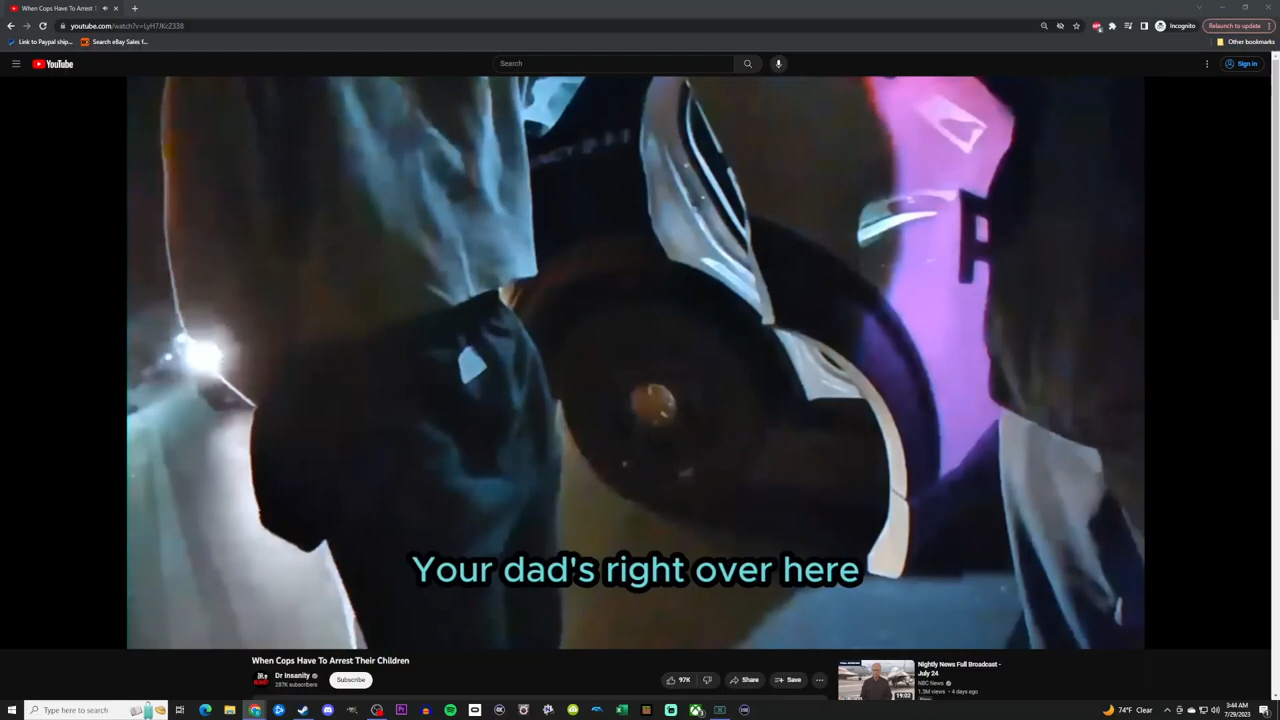 When Cops Have To Arrest T
youtube.com/watch?v=LyH7JKcZ338
Incognito
Relaunch to update
Link to Paypal ship...
Search eBay Sales f...
Other bookmarks
YouTube
Search
Sign in
Your dad's right over here
When Cops Have To Arrest Their Children
Dr Insanity
287K subscribers
Subscribe
97K
Share
Save
Nightly News Full Broadcast -
July 24
NBC News
1.3M views • 4 days ago
19:02
Type here to search
74°F Clear
3:44 AM
7/29/2023